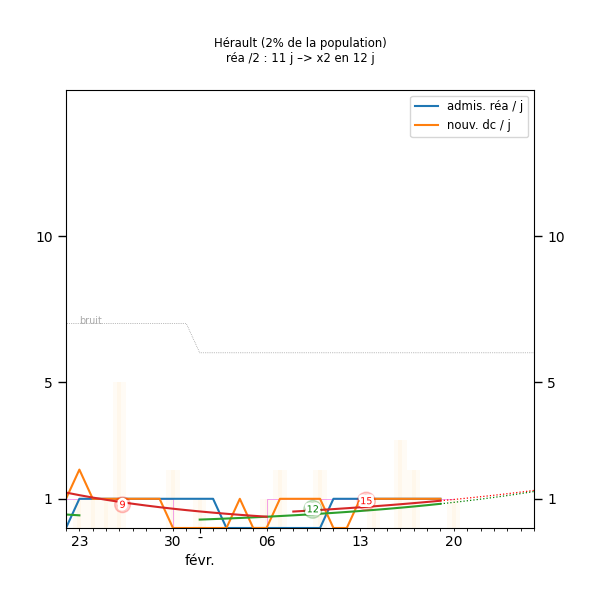 Hérault (2% de la population)
réa /2 : 11 j –> x2 en 12 j
admis. réa / j
nouv. dc / j
10
10
bruit
5
5
9
12
15
1
1
23
30
-
06
13
20
févr.